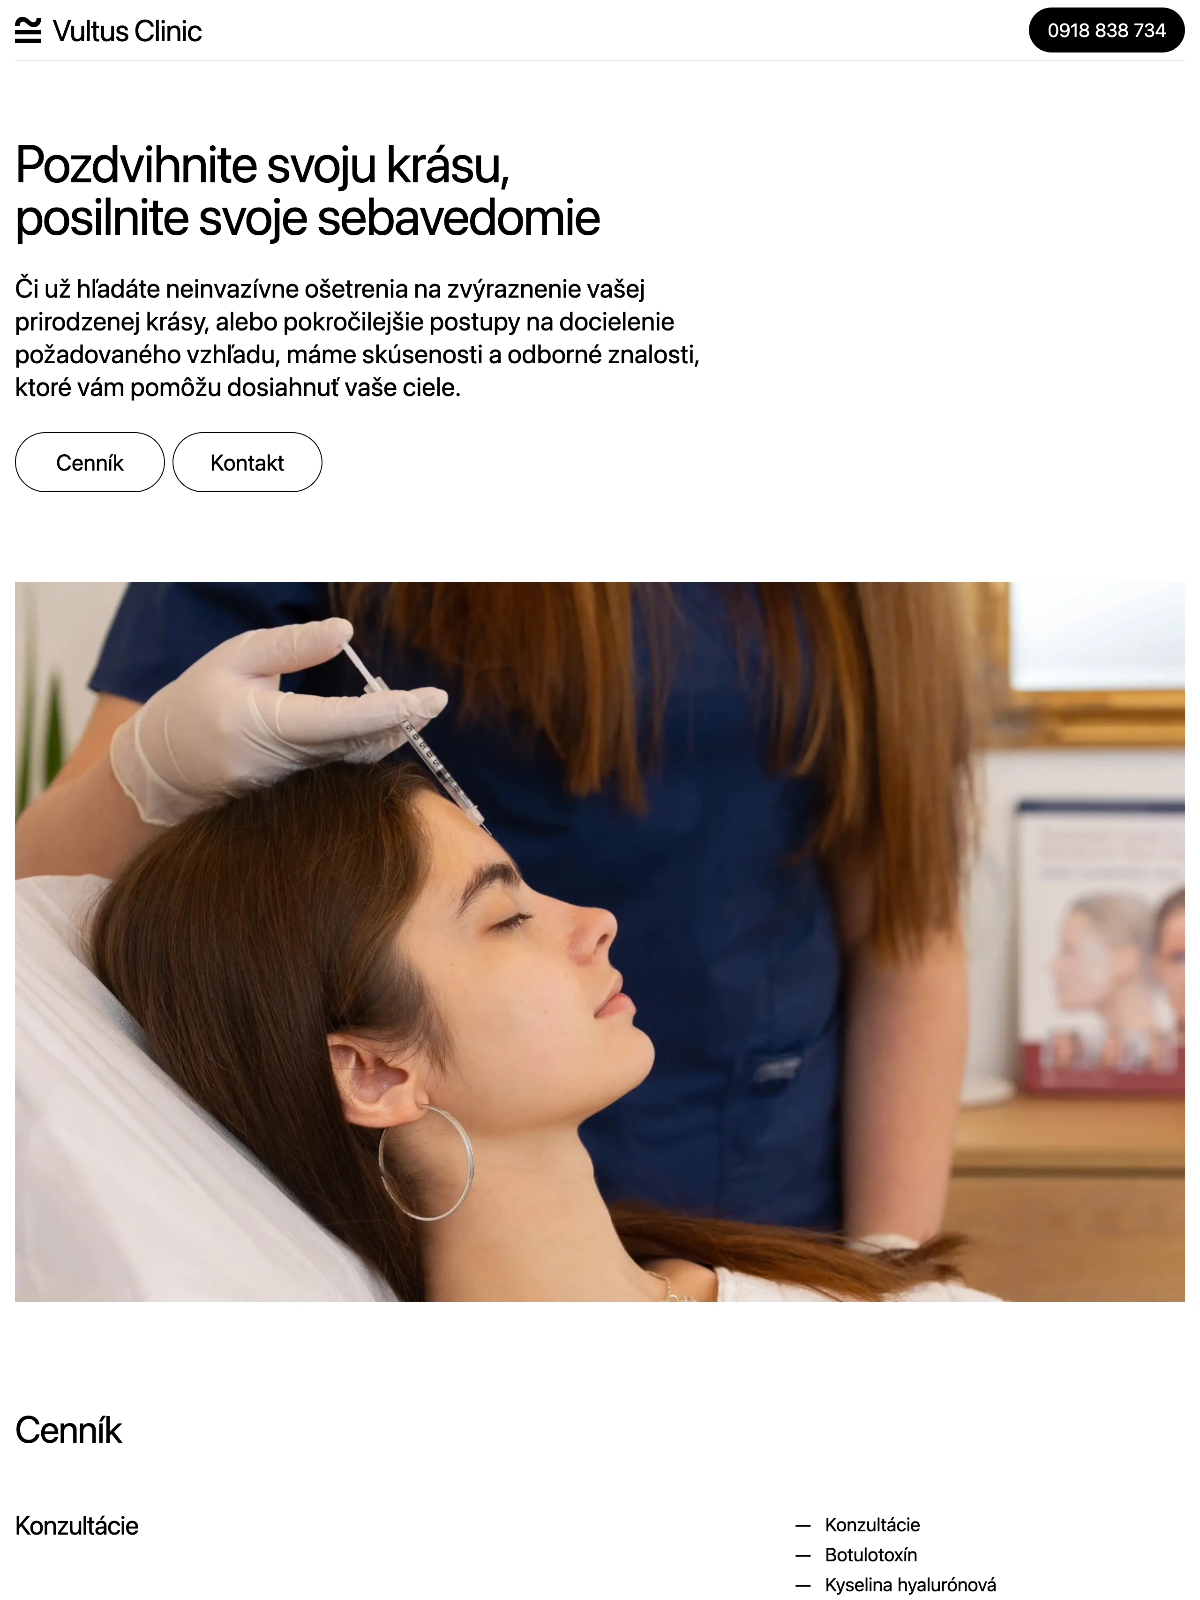 Vultus Clinic
0918 838 734
Pozdvihnite svoju krásu,
posilnite svoje sebavedomie
Či už hľadáte neinvazívne ošetrenia na zvýraznenie vašej
prirodzenej krásy, alebo pokročilejšie postupy na docielenie
požadovaného vzhľadu, máme skúsenosti a odborné znalosti,
ktoré vám pomôžu dosiahnuť vaše ciele.
Cenník
Kontakt
Cenník
Konzultácie
— Konzultácie
— Botulotoxín
— Kyselina hyalurónová